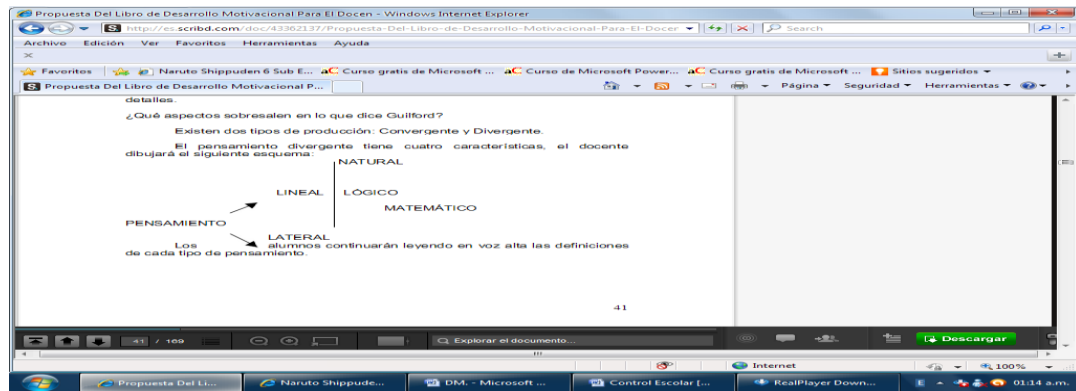 Propuesta Del Libro de Desarrollo Motivacional Para El Docen - Windows Internet Explorer
http://es.scribd.com/doc/43362137/Propuesta-Del-Libro-de-Desarrollo-Motivacional-Para-El-Docer
Search
Archivo Edición Ver Favoritos Herramientas Ayuda
Favoritos Naruto Shippuden 6 Sub E... Curso gratis de Microsoft ... Curso de Microsoft Power... Curso gratis de Microsoft ... Sitios sugeridos
Propuesta Del Libro de Desarrollo Motivacional P... Página Seguridad Herramientas
detalles.
¿Qué aspectos sobresalen en lo que dice Guilford?
Existen dos tipos de producción: Convergente y Divergente.
El pensamiento divergente tiene cuatro características, el docente
dibujará el siguiente esquema:
NATURAL
LINEAL LÓGICO
MATEMÁTICO
PENSAMIENTO
LATERAL
Los alumnos continuarán leyendo en voz alta las definiciones
de cada tipo de pensamiento.
41
41 / 169 Explorar el documento... Descargar
Internet 100%
Propuesta Del Li... Naruto Shippude... DM. - Microsoft ... Control Escolar [... RealPlayer Down... E 01:14 a.m.